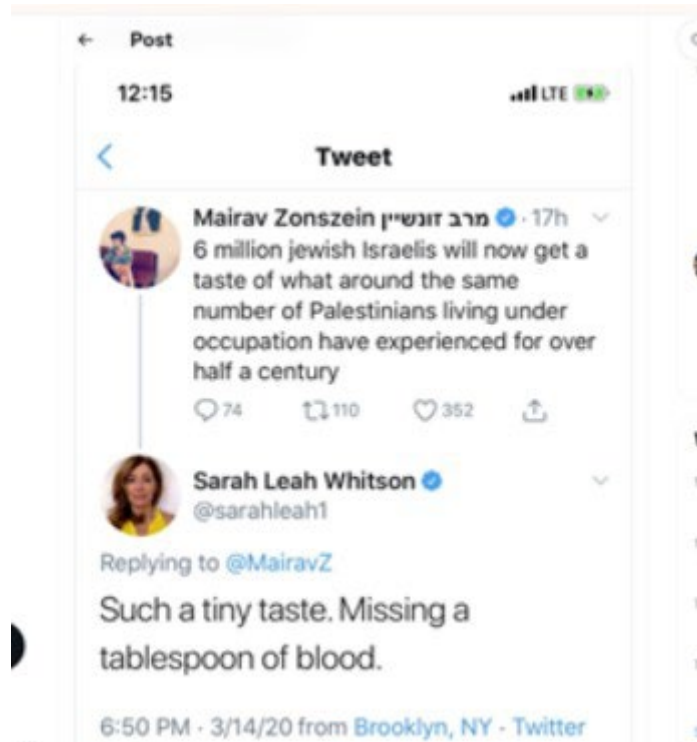 ← Post
12:15 LTE
Tweet
Mairav Zonszein מרב זונשיין · 17h
6 million jewish Israelis will now get a
taste of what around the same
number of Palestinians living under
occupation have experienced for over
half a century
74 110 352
Sarah Leah Whitson
@sarahleah1
Replying to @MairavZ
Such a tiny taste. Missing a
tablespoon of blood.
6:50 PM · 3/14/20 from Brooklyn, NY · Twitter